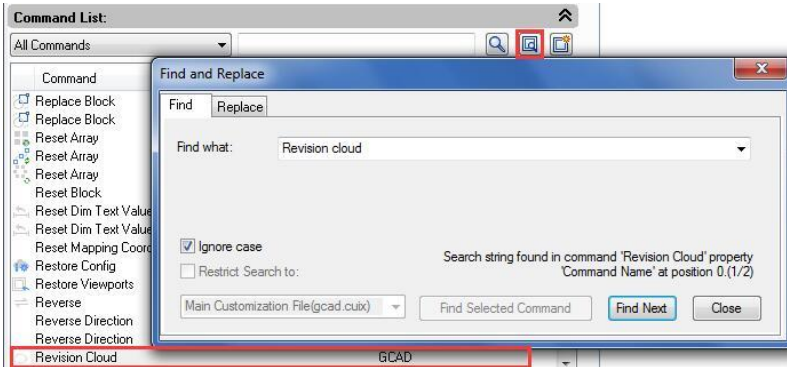 Command List:
All Commands
Command
Replace Block
Replace Block
Reset Array
Reset Array
Reset Array
Reset Block
Reset Dim Text Value
Reset Dim Text Value
Reset Mapping Coord
Restore Config
Restore Viewports
Reverse
Reverse Direction
Reverse Direction
Revision Cloud GCAD
Find and Replace
Find Replace
Find what: Revision cloud
Ignore case
Restrict Search to:
Search string found in command 'Revision Cloud' property
'Command Name' at position 0.(1/2)
Main Customization File(gcad.cuix) Find Selected Command Find Next Close